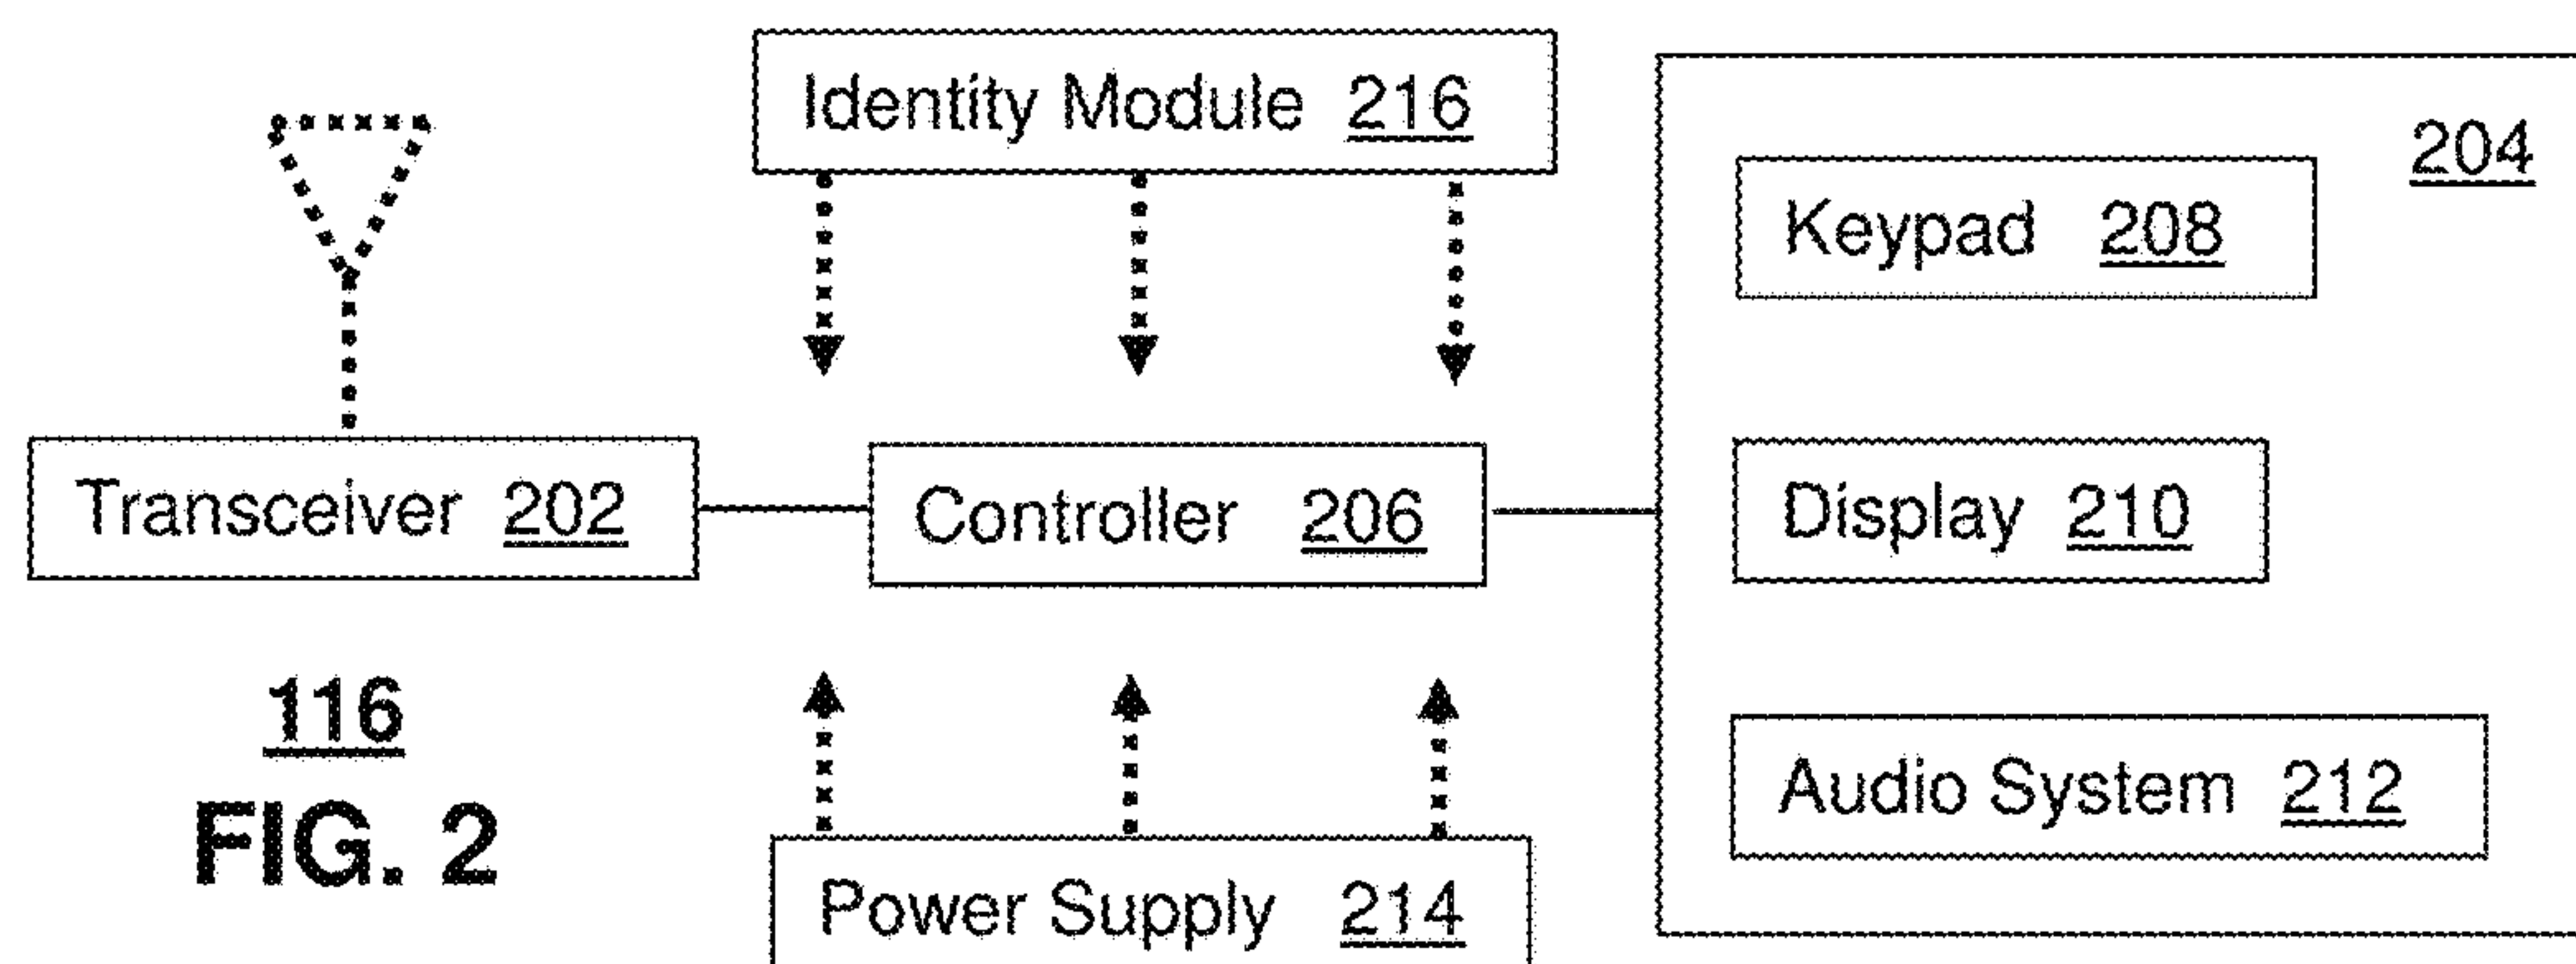 Identity Module 216
204
Keypad 208
Transceiver 202
Controller 206
Display 210
116
FIG. 2
Audio System 212
Power Supply 214